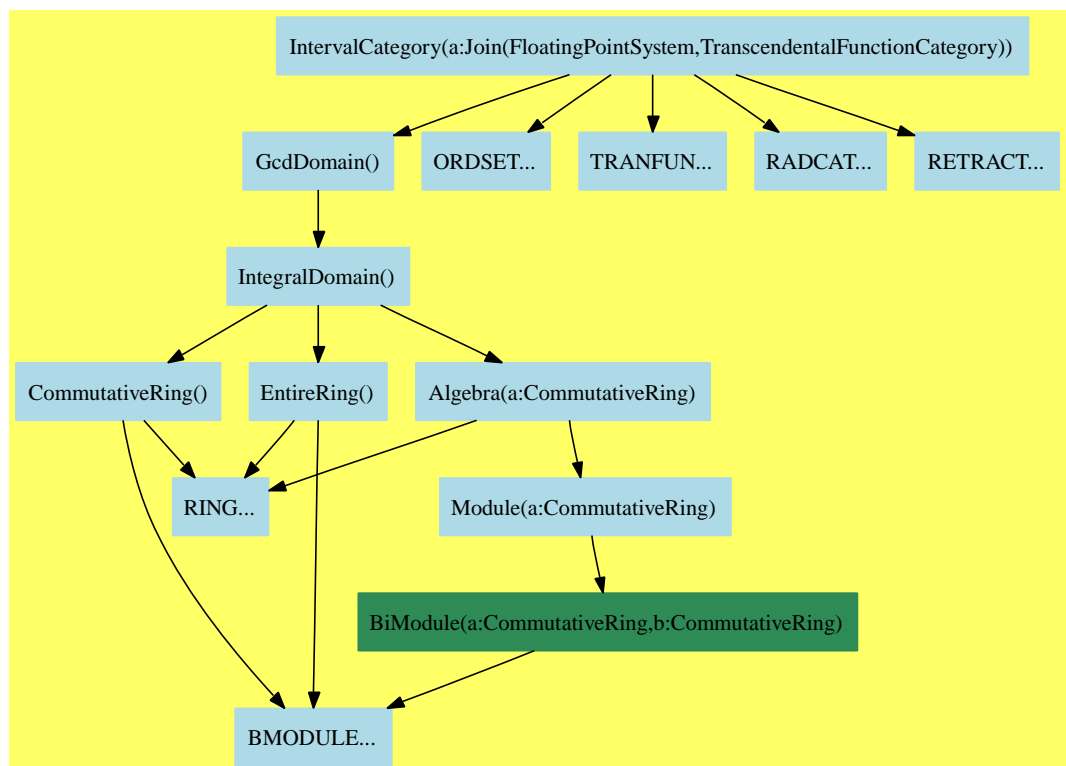 IntervalCategory(a:Join(FloatingPointSystem,TranscendentalFunctionCategory))
GcdDomain()
ORDSET...
TRANFUN...
RADCAT...
RETRACT...
IntegralDomain()
CommutativeRing()
EntireRing()
Algebra(a:CommutativeRing)
RING...
Module(a:CommutativeRing)
BiModule(a:CommutativeRing,b:CommutativeRing)
BMODULE...